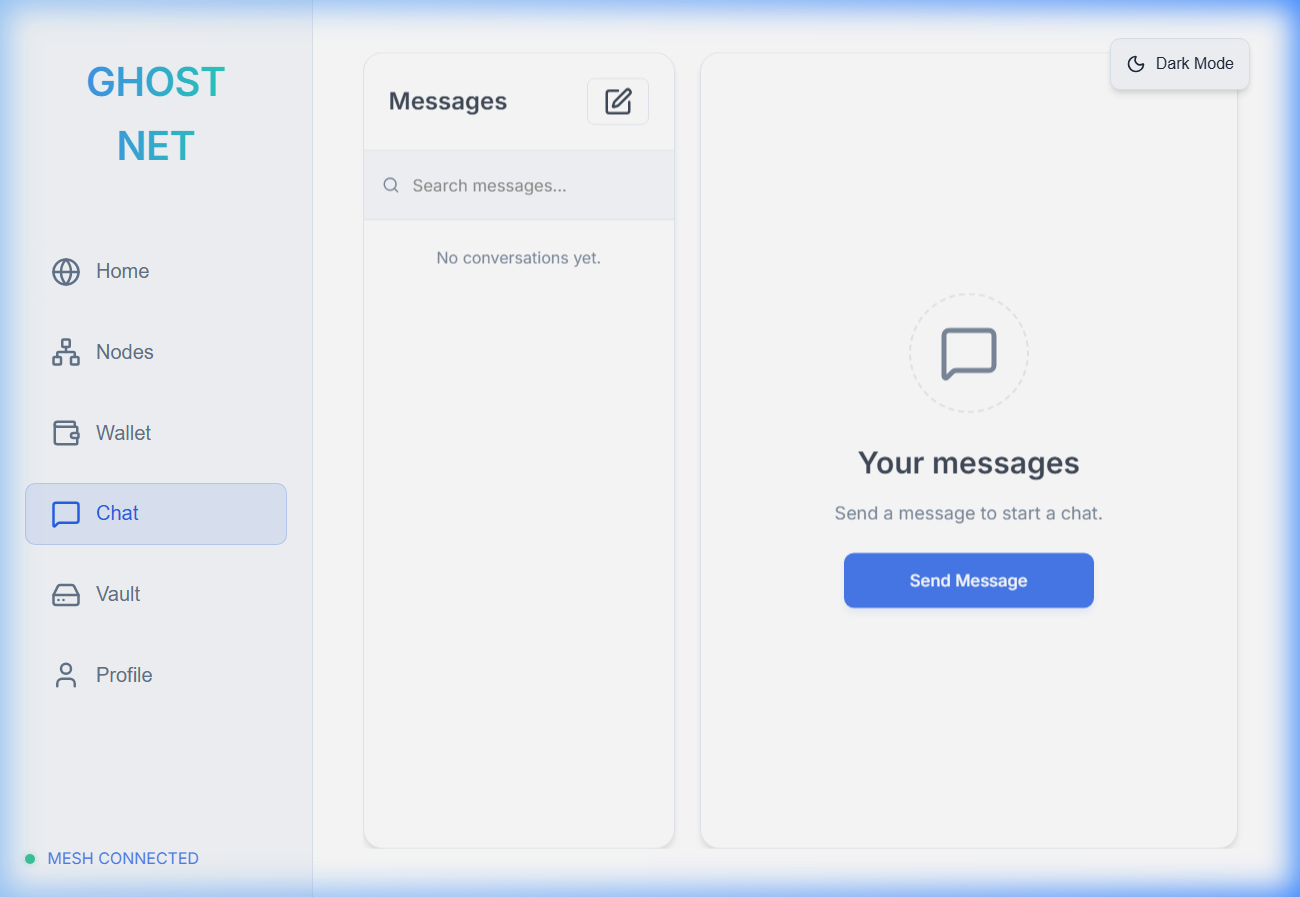 GHOST
NET
Home
Nodes
Wallet
Chat
Vault
Profile
MESH CONNECTED
Messages
Search messages...
No conversations yet.
Dark Mode
Your messages
Send a message to start a chat.
Send Message